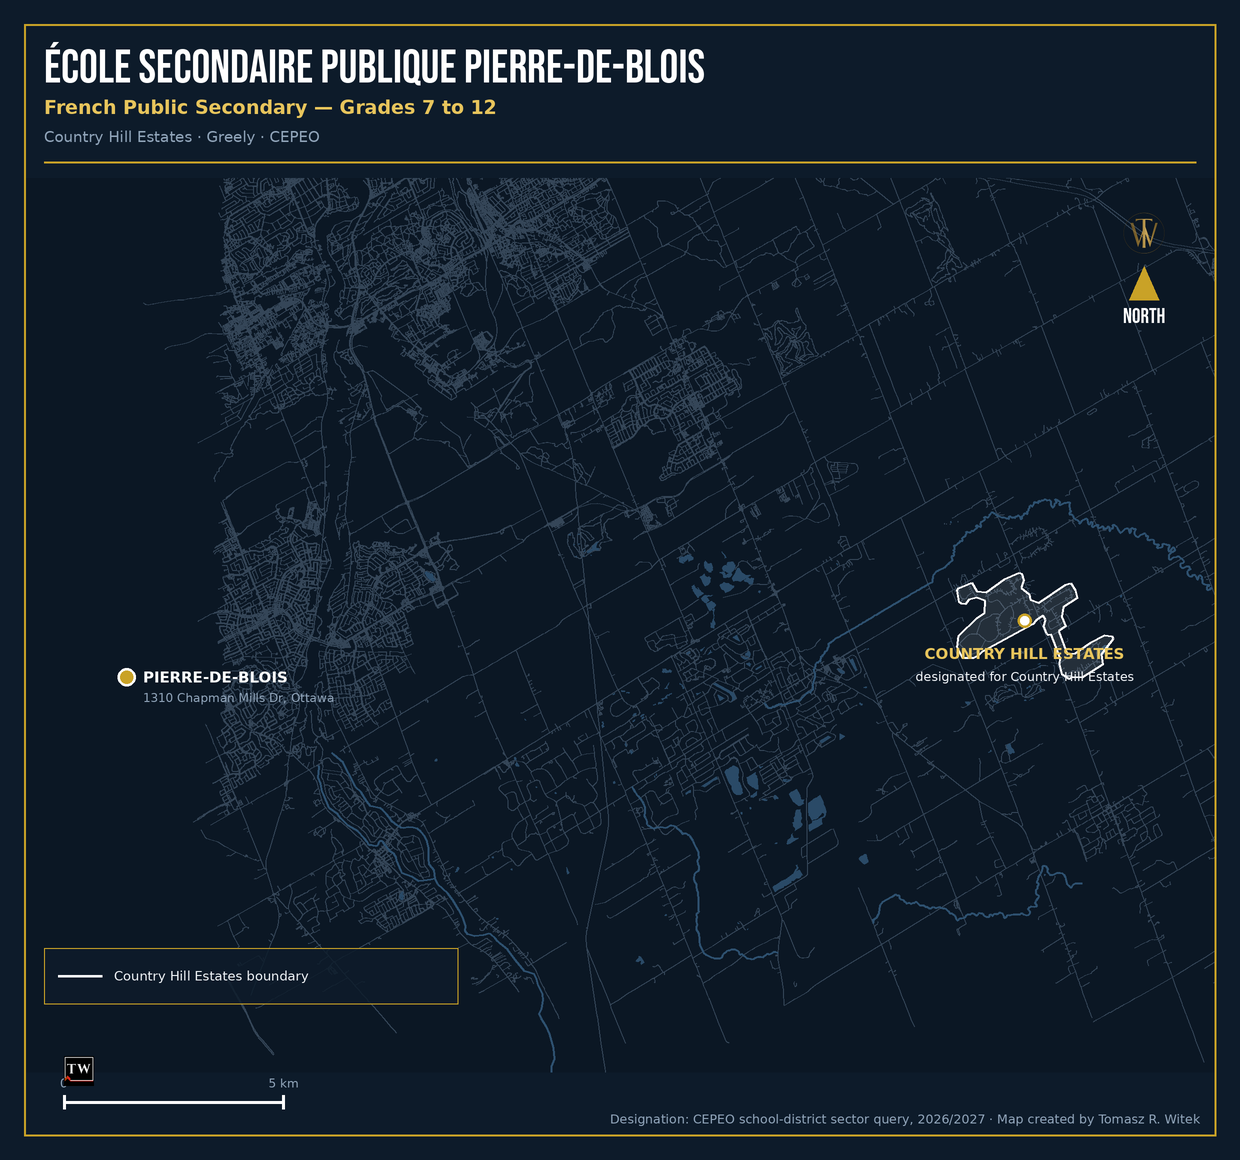 ÉCOLE SECONDAIRE PUBLIQUE PIERRE-DE-BLOIS
French Public Secondary — Grades 7 to 12
Country Hill Estates · Greely · CEPEO
TW
NORTH
COUNTRY HILL ESTATES
designated for Country Hill Estates
PIERRE-DE-BLOIS
1310 Chapman Mills Dr, Ottawa
Country Hill Estates boundary
TW
0 5 km
Designation: CEPEO school-district sector query, 2026/2027 · Map created by Tomasz R. Witek